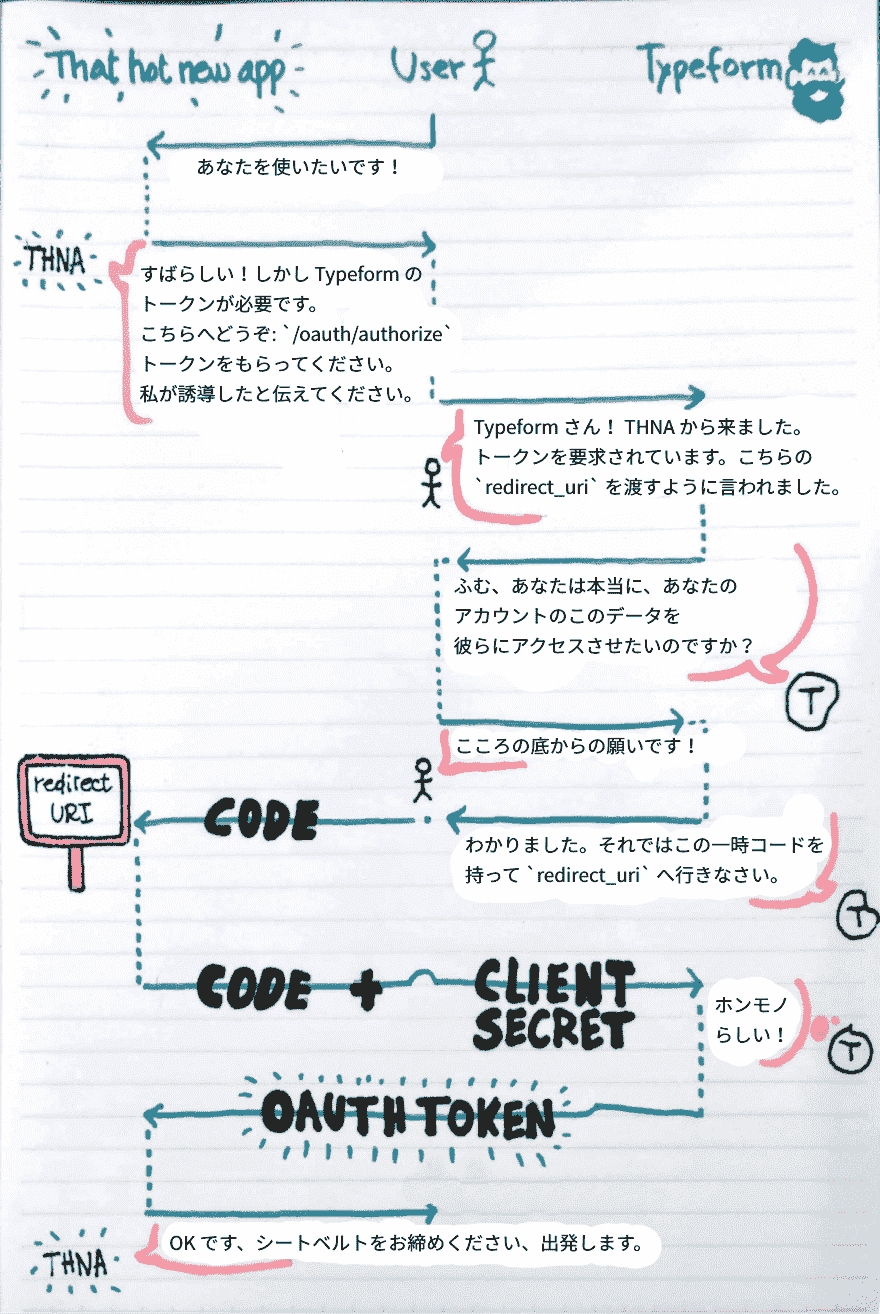 That hot new app
User
Typeform
あなたを使いたいです！
THNA
すばらしい！しかし Typeform の
トークンが必要です。
こちらへどうぞ: `/oauth/authorize`
トークンをもらってください。
私が誘導したと伝えてください。
Typeform さん！ THNA から来ました。
トークンを要求されています。こちらの
`redirect_uri` を渡すように言われました。
ふむ、あなたは本当に、あなたの
アカウントのこのデータを
彼らにアクセスさせたいのですか？
T
こころの底からの願いです！
redirect
URI
CODE
わかりました。それではこの一時コードを
持って `redirect_uri` へ行きなさい。
T
CODE +
CLIENT
SECRET
ホンモノ
らしい！
T
OAUTH TOKEN
OK です、シートベルトをお締めください、出発します。
THNA